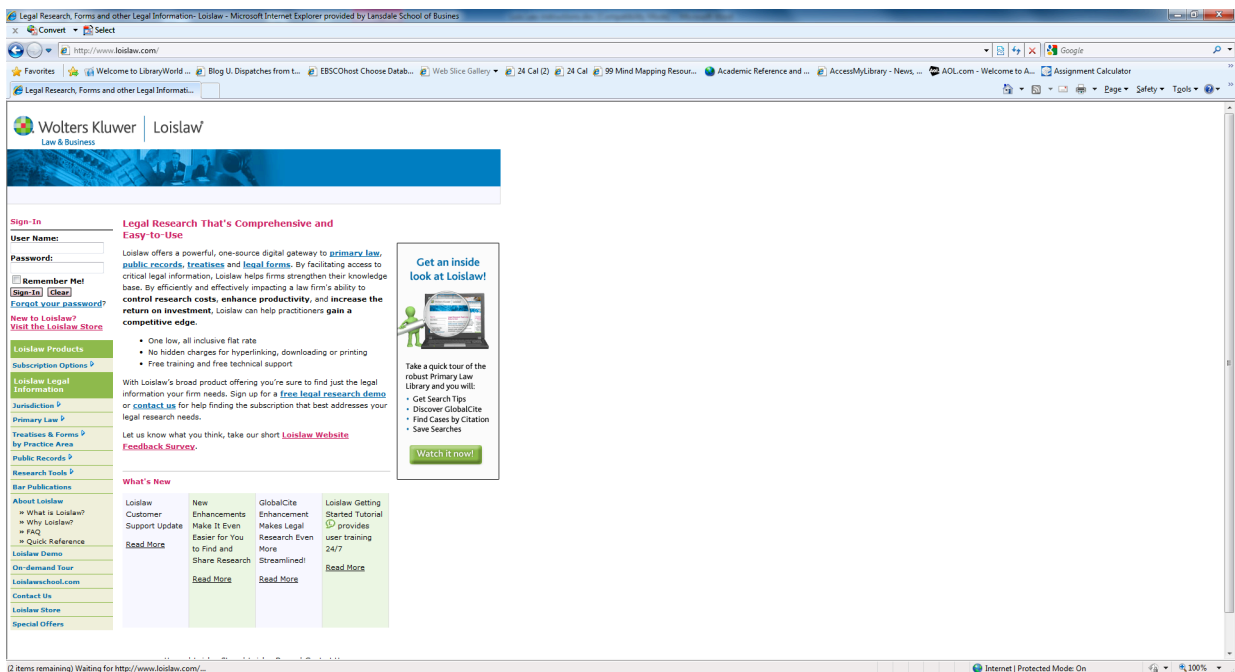 Legal Research, Forms and other Legal Information- Loislaw - Microsoft Internet Explorer provided by Lansdale School of Busines
x Convert Select
http://www.loislaw.com/
Google
Favorites Welcome to LibraryWorld ... Blog U. Dispatches from t... EBSCOhost Choose Datab... Web Slice Gallery 24 Cal (2) 24 Cal 99 Mind Mapping Resour... Academic Reference and ... AccessMyLibrary - News, ... AOL.com - Welcome to A... Assignment Calculator
Legal Research, Forms and other Legal Informati...
Page Safety Tools
Wolters Kluwer Loislaw
Law & Business
Sign-In
User Name:
Password:
Remember Me!
Sign-In Clear
Forgot your password?
New to Loislaw?
Visit the Loislaw Store
Loislaw Products
Subscription Options
Loislaw Legal
Information
Jurisdiction
Primary Law
Treatises & Forms
by Practice Area
Public Records
Research Tools
Bar Publications
About Loislaw
» What is Loislaw?
» Why Loislaw?
» FAQ
» Quick Reference
Loislaw Demo
On-demand Tour
Loislawschool.com
Contact Us
Loislaw Store
Special Offers
Legal Research That's Comprehensive and
Easy-to-Use
Loislaw offers a powerful, one-source digital gateway to primary law,
public records, treatises and legal forms. By facilitating access to
critical legal information, Loislaw helps firms strengthen their knowledge
base. By efficiently and effectively impacting a law firm's ability to
control research costs, enhance productivity, and increase the
return on investment, Loislaw can help practitioners gain a
competitive edge.
• One low, all inclusive flat rate
• No hidden charges for hyperlinking, downloading or printing
• Free training and free technical support
With Loislaw's broad product offering you're sure to find just the legal
information your firm needs. Sign up for a free legal research demo
or contact us for help finding the subscription that best addresses your
legal research needs.
Let us know what you think, take our short Loislaw Website
Feedback Survey.
What's New
Loislaw
Customer
Support Update
Read More
New
Enhancements
Make It Even
Easier for You
to Find and
Share Research
Read More
GlobalCite
Enhancement
Makes Legal
Research Even
More
Streamlined!
Read More
Loislaw Getting
Started Tutorial
provides
user training
24/7
Read More
Get an inside
look at Loislaw!
Take a quick tour of the
robust Primary Law
Library and you will:
• Get Search Tips
• Discover GlobalCite
• Find Cases by Citation
• Save Searches
Watch it now!
(2 items remaining) Waiting for http://www.loislaw.com/...
Internet | Protected Mode: On
100%